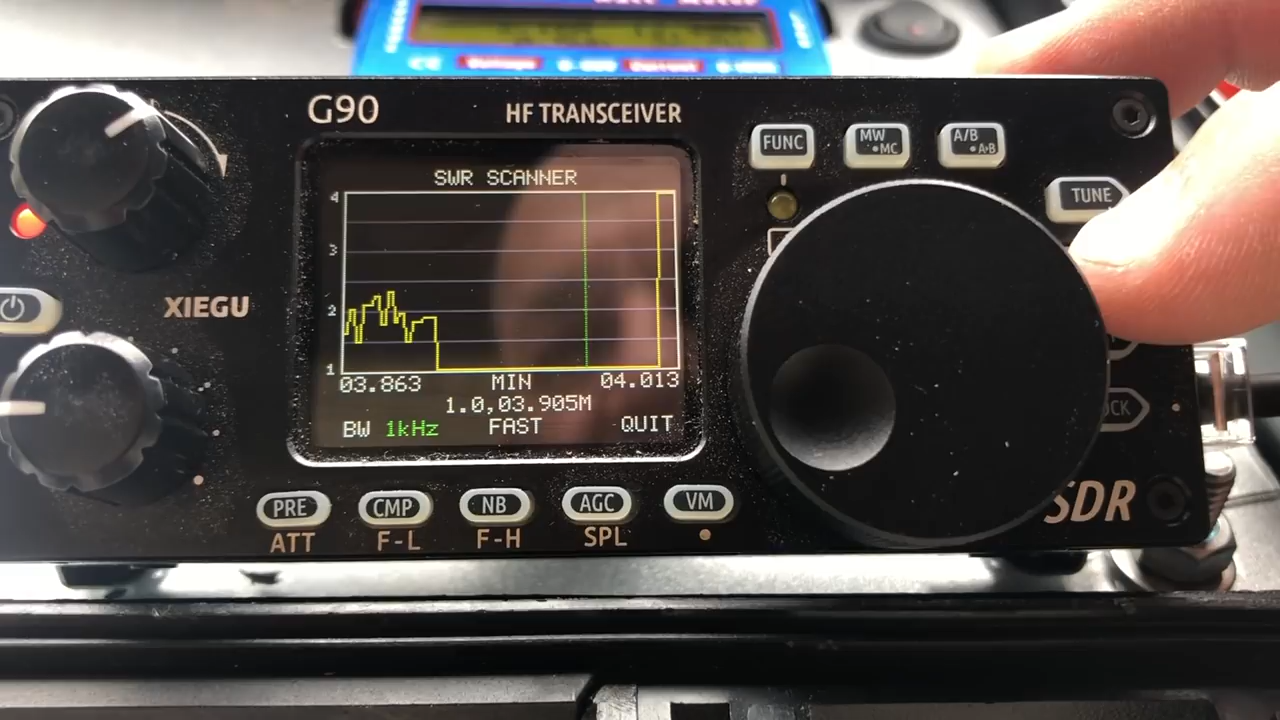 G90
HF TRANSCEIVER
FUNC
MW
•MC
A/B
•A›B
TUNE
SWR SCANNER
4
3
2
1
XIEGU
03.863
MIN
04.013
1.0,03.905M
BW 1kHz
FAST
QUIT
PRE
CMP
NB
AGC
VM
ATT
F-L
F-H
SPL
SDR